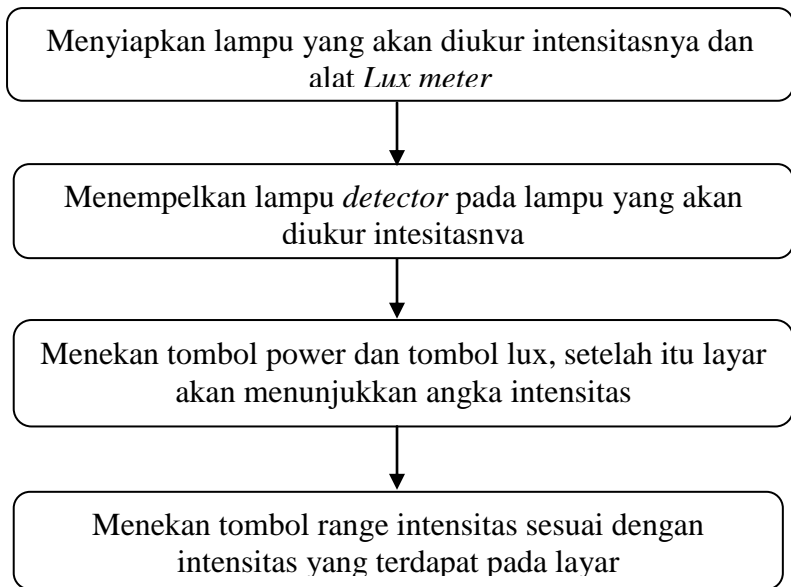 Menyiapkan lampu yang akan diukur intensitasnya dan
alat Lux meter
Menempelkan lampu detector pada lampu yang akan
diukur intesitasnya
Menekan tombol power dan tombol lux, setelah itu layar
akan menunjukkan angka intensitas
Menekan tombol range intensitas sesuai dengan
intensitas yang terdapat pada layar